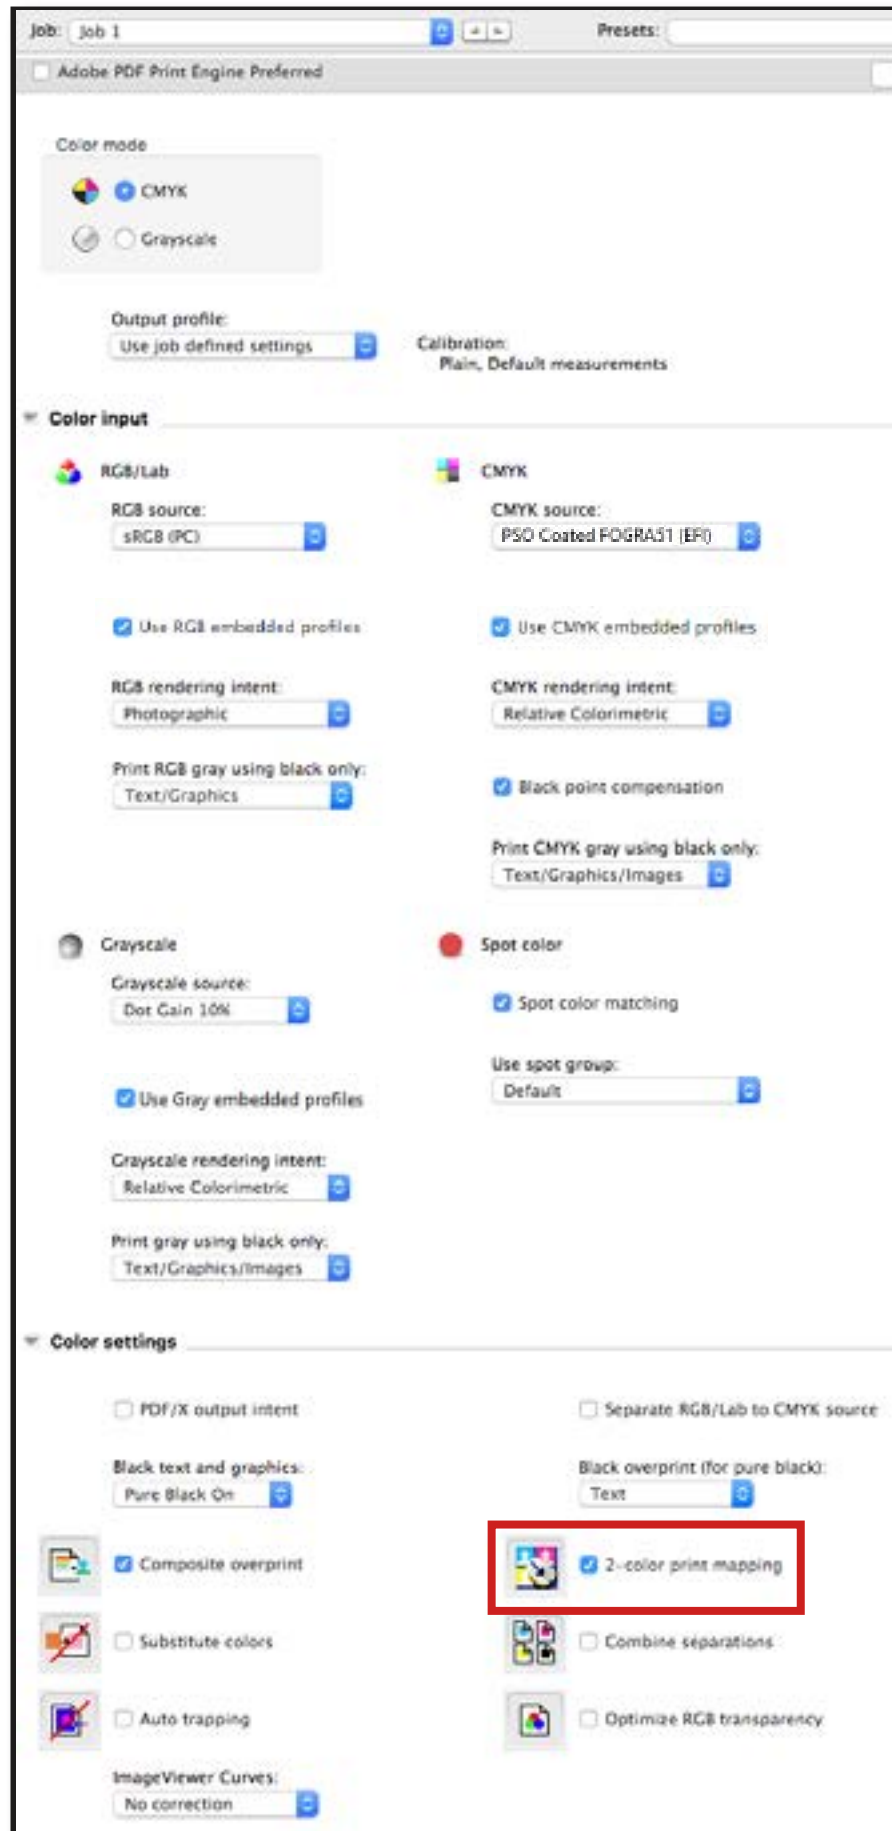 Job: Job 1
Presets:
Adobe PDF Print Engine Preferred
Color mode
CMYK
Grayscale
Output profile:
Use job defined settings
Calibration:
Plain, Default measurements
Color input
RGB/Lab
RGB source:
sRGB (PC)
Use RGB embedded profiles
RGB rendering intent:
Photographic
Print RGB gray using black only:
Text/Graphics
CMYK
CMYK source:
PSO Coated FOGRA51 (EFI)
Use CMYK embedded profiles
CMYK rendering intent:
Relative Colorimetric
Black point compensation
Print CMYK gray using black only:
Text/Graphics/Images
Grayscale
Grayscale source:
Dot Gain 10%
Use Gray embedded profiles
Grayscale rendering intent:
Relative Colorimetric
Print gray using black only:
Text/Graphics/Images
Spot color
Spot color matching
Use spot group:
Default
Color settings
PDF/X output intent
Separate RGB/Lab to CMYK source
Black text and graphics:
Pure Black On
Black overprint (for pure black):
Text
Composite overprint
2-color print mapping
Substitute colors
Combine separations
Auto trapping
Optimize RGB transparency
ImageViewer Curves:
No correction